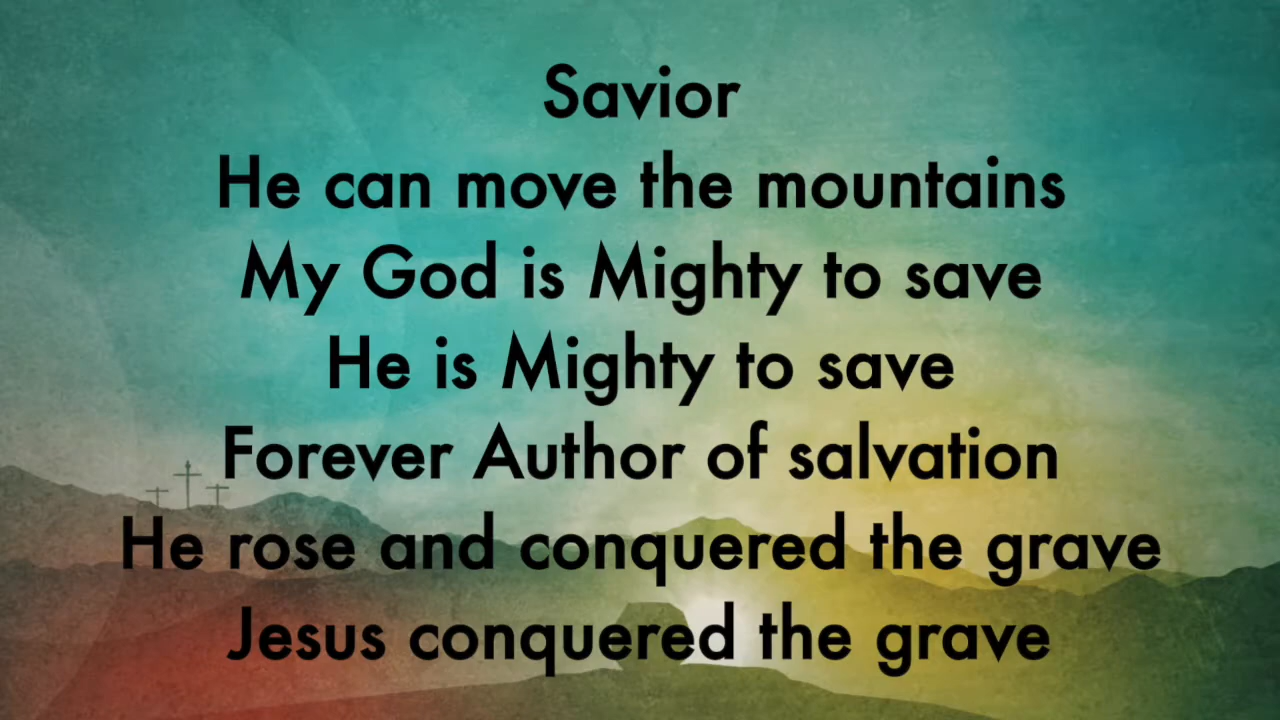 Savior
He can move the mountains
My God is Mighty to save
He is Mighty to save
Forever Author of salvation
He rose and conquered the grave
Jesus conquered the grave